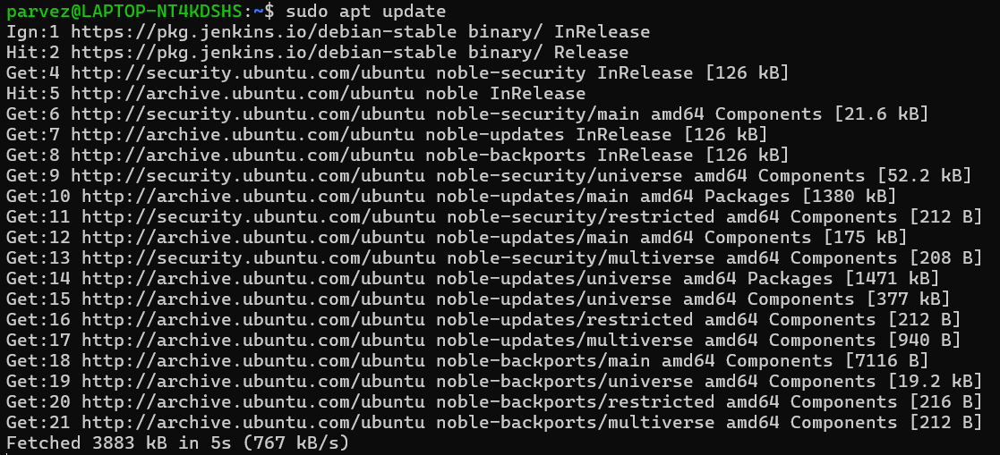 parvez@LAPTOP-NT4KDSHS:~$ sudo apt update
Ign:1 https://pkg.jenkins.io/debian-stable binary/ InRelease
Hit:2 https://pkg.jenkins.io/debian-stable binary/ Release
Get:4 http://security.ubuntu.com/ubuntu noble-security InRelease [126 kB]
Hit:5 http://archive.ubuntu.com/ubuntu noble InRelease
Get:6 http://security.ubuntu.com/ubuntu noble-security/main amd64 Components [21.6 kB]
Get:7 http://archive.ubuntu.com/ubuntu noble-updates InRelease [126 kB]
Get:8 http://archive.ubuntu.com/ubuntu noble-backports InRelease [126 kB]
Get:9 http://security.ubuntu.com/ubuntu noble-security/universe amd64 Components [52.2 kB]
Get:10 http://archive.ubuntu.com/ubuntu noble-updates/main amd64 Packages [1380 kB]
Get:11 http://security.ubuntu.com/ubuntu noble-security/restricted amd64 Components [212 B]
Get:12 http://archive.ubuntu.com/ubuntu noble-updates/main amd64 Components [175 kB]
Get:13 http://security.ubuntu.com/ubuntu noble-security/multiverse amd64 Components [208 B]
Get:14 http://archive.ubuntu.com/ubuntu noble-updates/universe amd64 Packages [1471 kB]
Get:15 http://archive.ubuntu.com/ubuntu noble-updates/universe amd64 Components [377 kB]
Get:16 http://archive.ubuntu.com/ubuntu noble-updates/restricted amd64 Components [212 B]
Get:17 http://archive.ubuntu.com/ubuntu noble-updates/multiverse amd64 Components [940 B]
Get:18 http://archive.ubuntu.com/ubuntu noble-backports/main amd64 Components [7116 B]
Get:19 http://archive.ubuntu.com/ubuntu noble-backports/universe amd64 Components [19.2 kB]
Get:20 http://archive.ubuntu.com/ubuntu noble-backports/restricted amd64 Components [216 B]
Get:21 http://archive.ubuntu.com/ubuntu noble-backports/multiverse amd64 Components [212 B]
Fetched 3883 kB in 5s (767 kB/s)